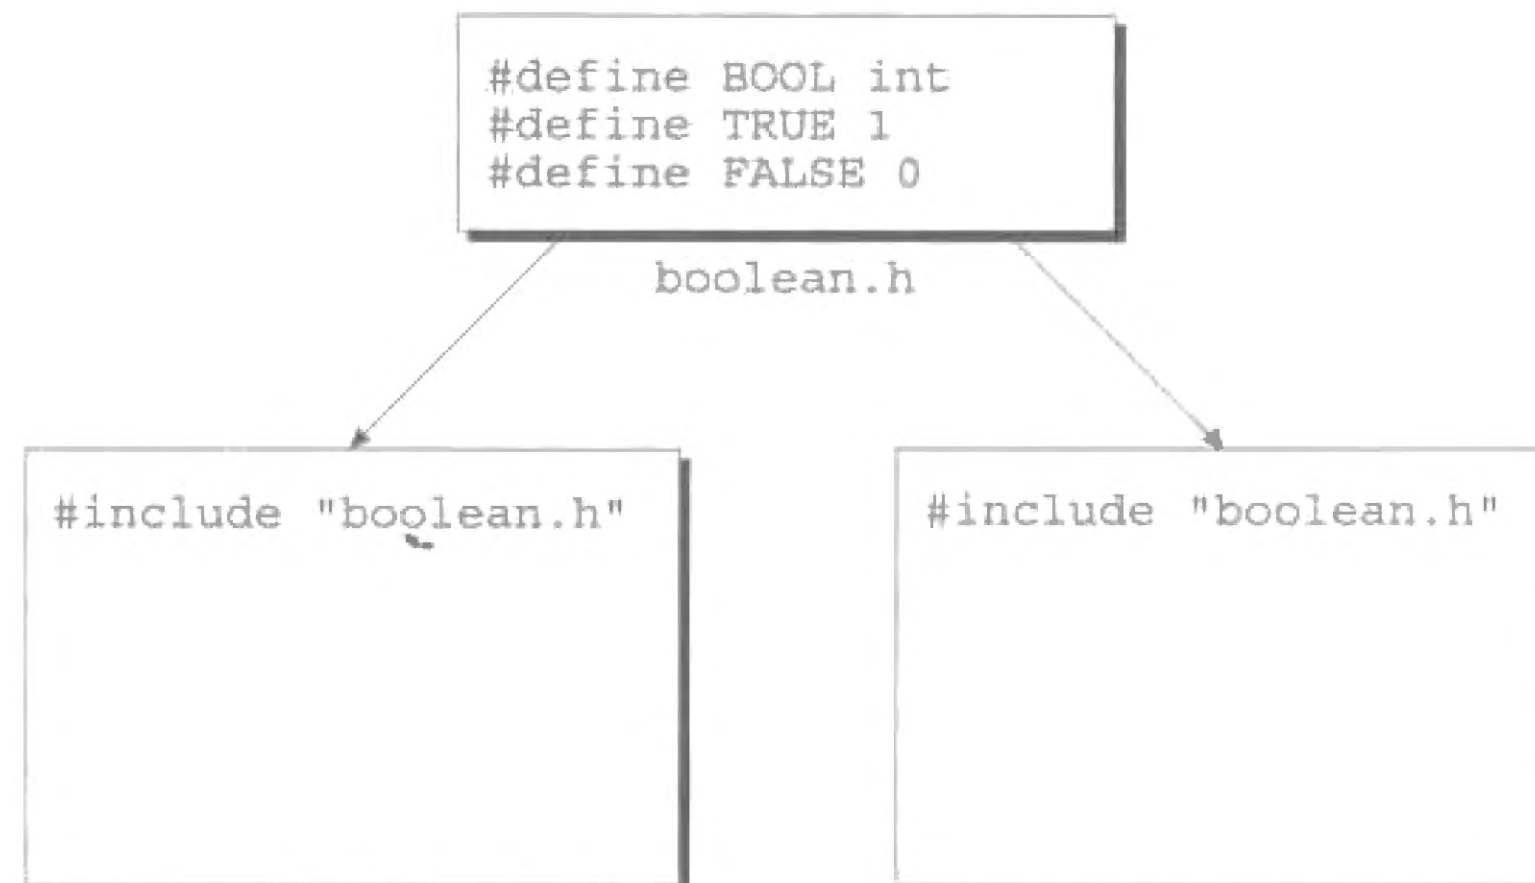 #define BOOL int
#define TRUE 1
#define FALSE 0
boolean.h
#include "boolean.h"
#include "boolean.h"